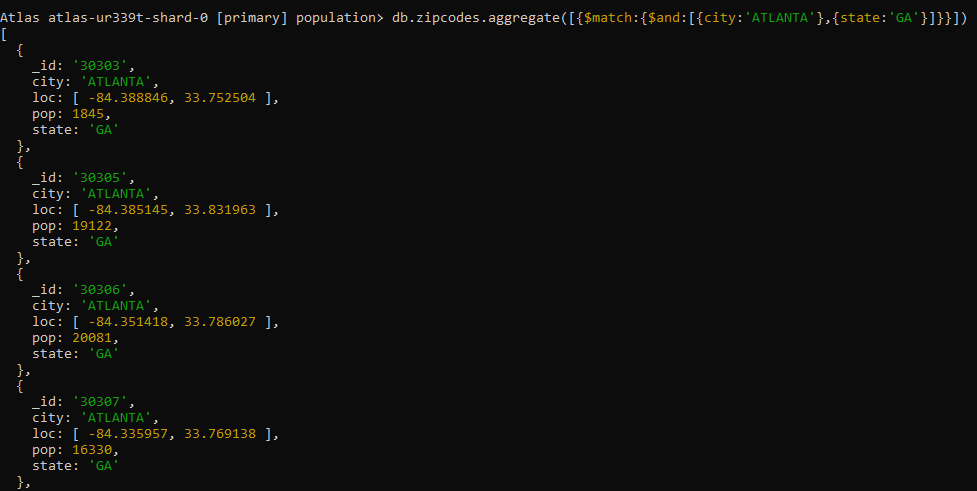 Atlas atlas-ur339t-shard-0 [primary] population> db.zipcodes.aggregate([{$match:{$and:[{city:'ATLANTA'},{state:'GA'}]}}])
[
  {
    _id: '30303',
    city: 'ATLANTA',
    loc: [ -84.388846, 33.752504 ],
    pop: 1845,
    state: 'GA'
  },
  {
    _id: '30305',
    city: 'ATLANTA',
    loc: [ -84.385145, 33.831963 ],
    pop: 19122,
    state: 'GA'
  },
  {
    _id: '30306',
    city: 'ATLANTA',
    loc: [ -84.351418, 33.786027 ],
    pop: 20081,
    state: 'GA'
  },
  {
    _id: '30307',
    city: 'ATLANTA',
    loc: [ -84.335957, 33.769138 ],
    pop: 16330,
    state: 'GA'
  },